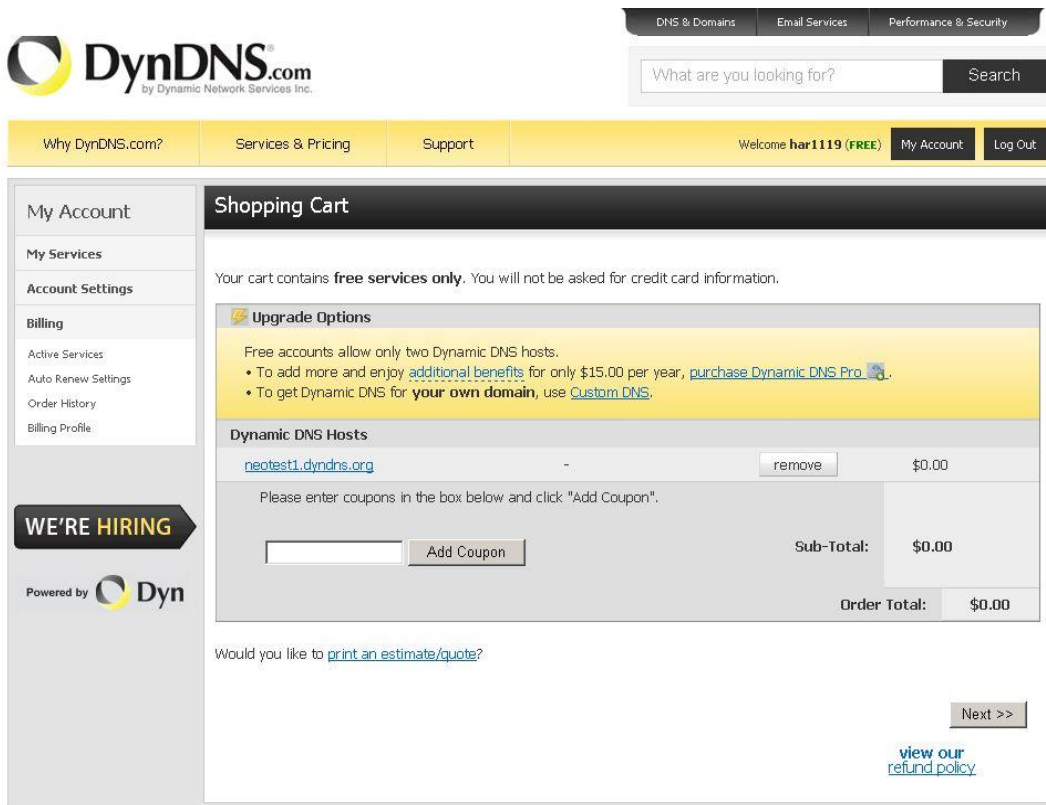 DNS & Domains Email Services Performance & Security
DynDNS.com
by Dynamic Network Services Inc.
What are you looking for? Search
Why DynDNS.com? Services & Pricing Support Welcome har1119 (FREE) My Account Log Out
My Account
My Services
Account Settings
Billing
Active Services
Auto Renew Settings
Order History
Billing Profile
WE'RE HIRING
Powered by Dyn
Shopping Cart
Your cart contains free services only. You will not be asked for credit card information.
Upgrade Options
Free accounts allow only two Dynamic DNS hosts.
• To add more and enjoy additional benefits for only $15.00 per year, purchase Dynamic DNS Pro .
• To get Dynamic DNS for your own domain, use Custom DNS.
Dynamic DNS Hosts
neotest1.dyndns.org - remove $0.00
Please enter coupons in the box below and click "Add Coupon".
Add Coupon Sub-Total: $0.00
Order Total: $0.00
Would you like to print an estimate/quote?
Next >>
view our
refund policy